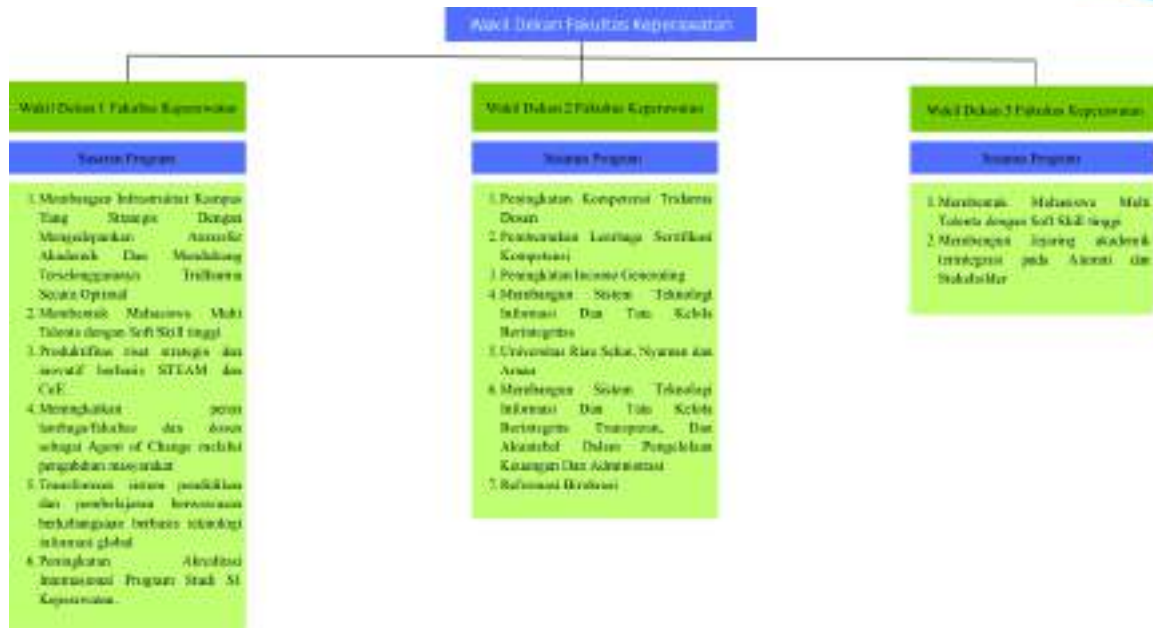 Wakil Dekan Fakultas Keperawatan
Wakil Dekan 1 Fakultas Keperawatan
Sasaran Program
1. Membangun Infrastruktur Kampus
Yang Strategis Dengan
Mengedepankan Atmosfir
Akademik Dan Mendukung
Terselenggaranya Tridharma
Secara Optimal
2. Membentuk Mahasiswa Multi
Talenta dengan Soft Skill tinggi
3. Produktifitas riset strategis dan
inovatif berbasis STEAM dan
CoE
4. Meningkatkan peran
lembaga/fakultas dan dosen
sebagai Agent of Change melalui
pengabdian masyarakat
5. Transformasi sistem pendidikan
dan pembelajaran berwawasan
berkebangsaan berbasis teknologi
informasi global
6. Peningkatan Akreditasi
Internasional Program Studi S1
Keperawatan.
Wakil Dekan 2 Fakultas Keperawatan
Sasaran Program
1. Peningkatan Kompetensi Tridarma
Dosen
2. Pembentukan Lembaga Sertifikasi
Kompetensi
3. Peningkatan Income Generating
4. Membangun Sistem Teknologi
Informasi Dan Tata Kelola
Berintegritas
5. Universitas Riau Sehat, Nyaman dan
Aman
6. Membangun Sistem Teknologi
Informasi Dan Tata Kelola
Berintegritas Transparan, Dan
Akuntabel Dalam Pengelolaan
Keuangan Dan Administrasi
7. Reformasi Birokrasi
Wakil Dekan 3 Fakultas Keperawatan
Sasaran Program
1. Membentuk Mahasiswa Multi
Talenta dengan Soft Skill tinggi
2. Membangun Jejaring akademik
terintegrasi pada Alumni dan
Stakeholder